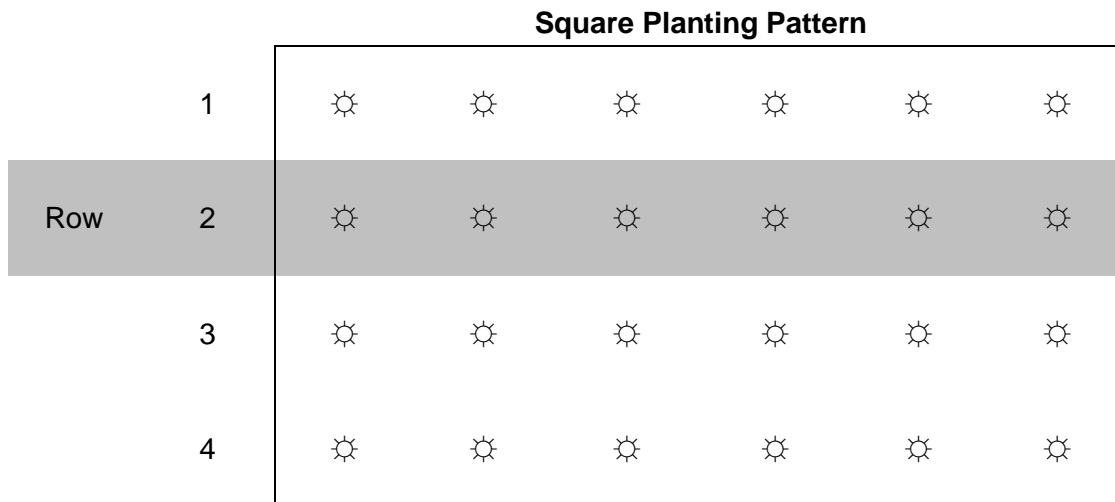 Square Planting Pattern
1 ☼ ☼ ☼ ☼ ☼ ☼
Row 2 ☼ ☼ ☼ ☼ ☼ ☼
3 ☼ ☼ ☼ ☼ ☼ ☼
4 ☼ ☼ ☼ ☼ ☼ ☼